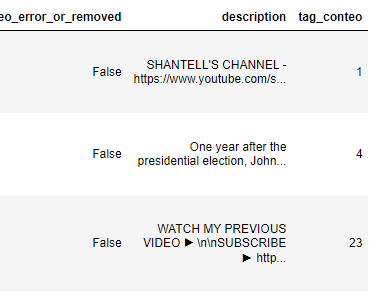 eo_error_or_removed description tag_conteo
False SHANTELL'S CHANNEL - 1
https://www.youtube.com/s...
False One year after the 4
presidential election, John...
False WATCH MY PREVIOUS 23
VIDEO ► \n\nSUBSCRIBE
► http...